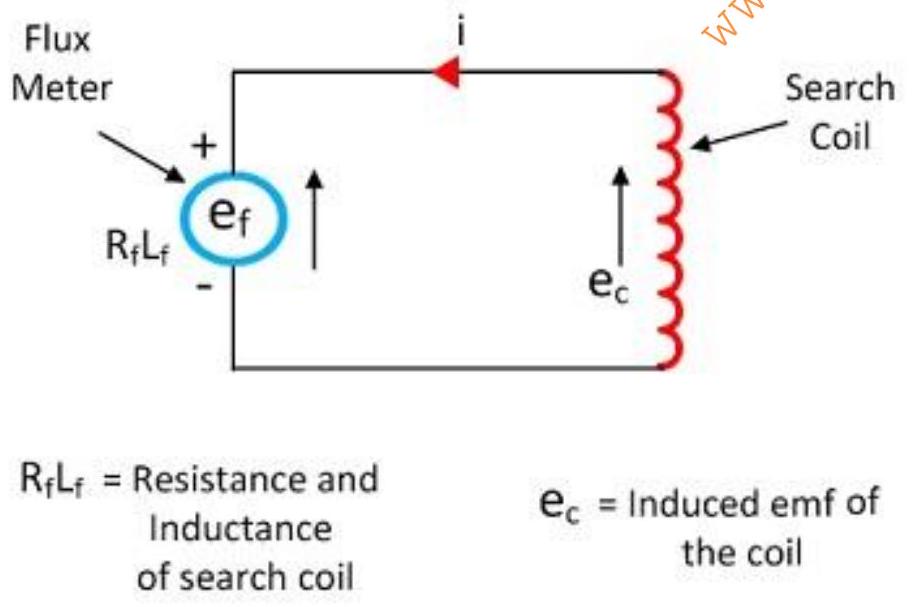 Flux
Meter
i
Search
Coil
+
e_f
R_fL_f
-
e_c
R_fL_f = Resistance and
Inductance
of search coil
e_c = Induced emf of
the coil